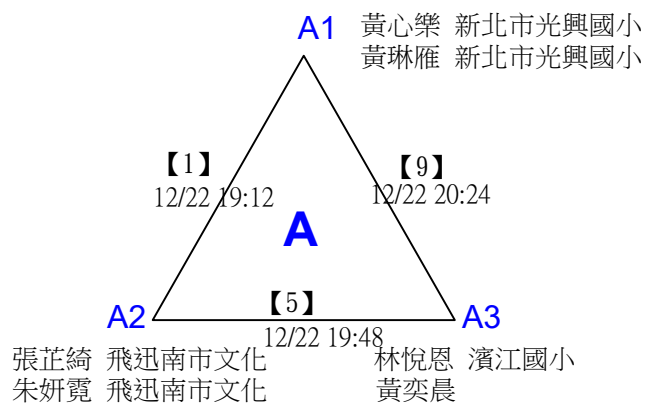 A1
黃心樂 新北市光興國小
黃琳雁 新北市光興國小
【1】
12/22 19:12
【9】
12/22 20:24
A
【5】
12/22 19:48
A2
A3
張芷綺 飛迅南市文化
朱妍霓 飛迅南市文化
林悅恩 濱江國小
黃奕晨